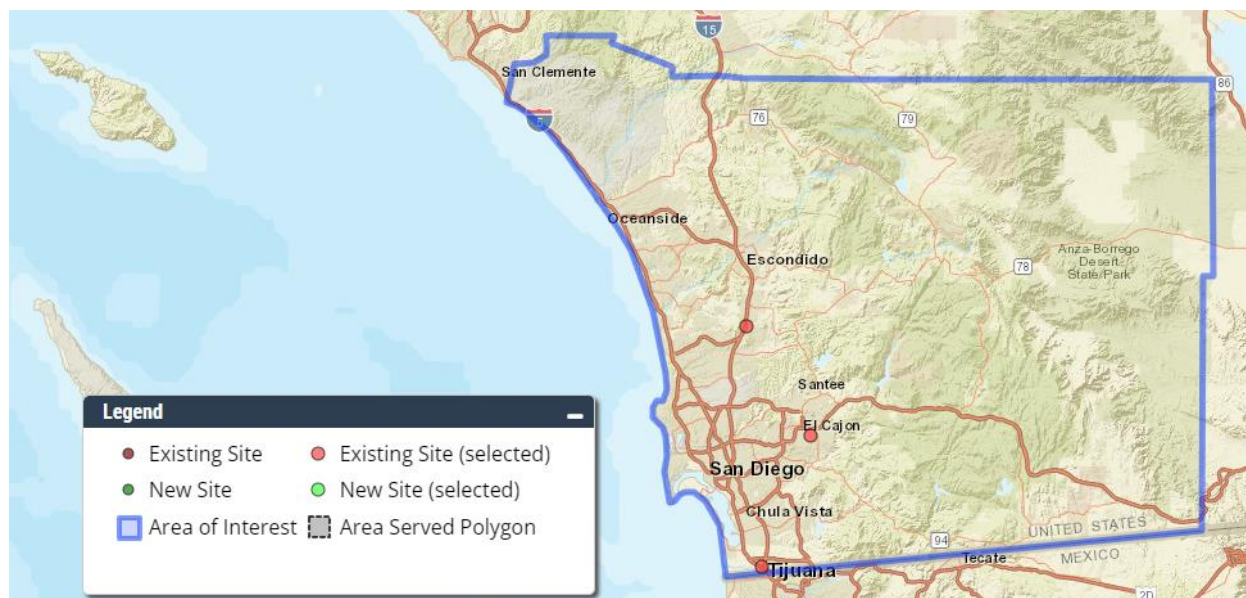 15
San Clemente
86
5
76
79
Oceanside
Escondido
Anza-Borrego
Desert
State/Park
78
Santee
El Cajon
San Diego
Chula Vista
94
UNITED STATES
MEXICO
Tecate
Tijuana
2D
Legend
Existing Site
Existing Site (selected)
New Site
New Site (selected)
Area of Interest
Area Served Polygon